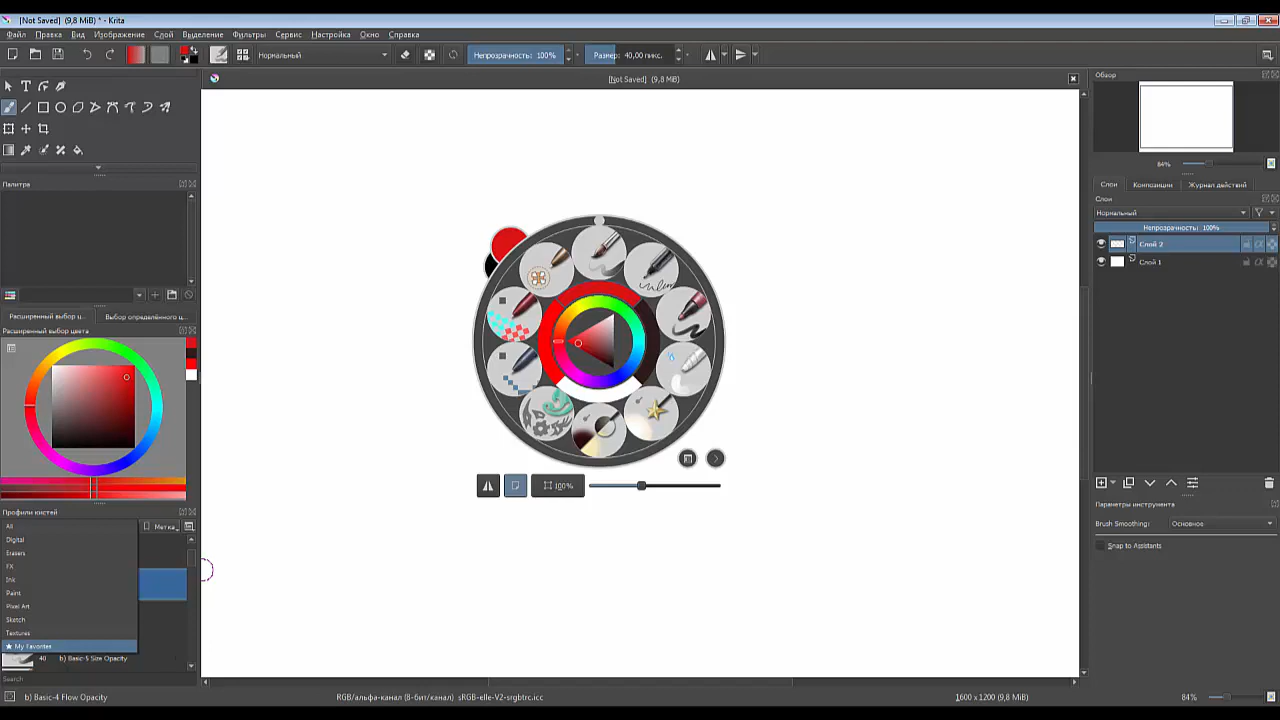 [Not Saved] (9,8 MiB) * - Krita
Файл Правка Вид Изображение Слой Выделение Фильтры Сервис Настройка Окно Справка
Нормальный Непрозрачность: 100% Размер: 40,00 пикс.
[Not Saved] (9,8 MiB)
Обзор
84%
Палитра
Слои Композиции Журнал действий
Слои
Нормальный
Непрозрачность: 100%
Слой 2
Слой 1
Расширенный выбор ц... Выбор определённого ц...
Расширенный выбор цвета
100%
Параметры инструмента
Brush Smoothing: Основное
Snap to Assistants
Профили кистей
All
Метка
Digital
Erasers
FX
Ink
Paint
Pixel Art
Sketch
Textures
★ My Favorites
40 b) Basic-5 Size Opacity
Search
b) Basic-4 Flow Opacity
RGB/альфа-канал (8-бит/канал) sRGB-elle-V2-srgbtrc.icc
1600 x 1200 (9,8 MiB)
84%